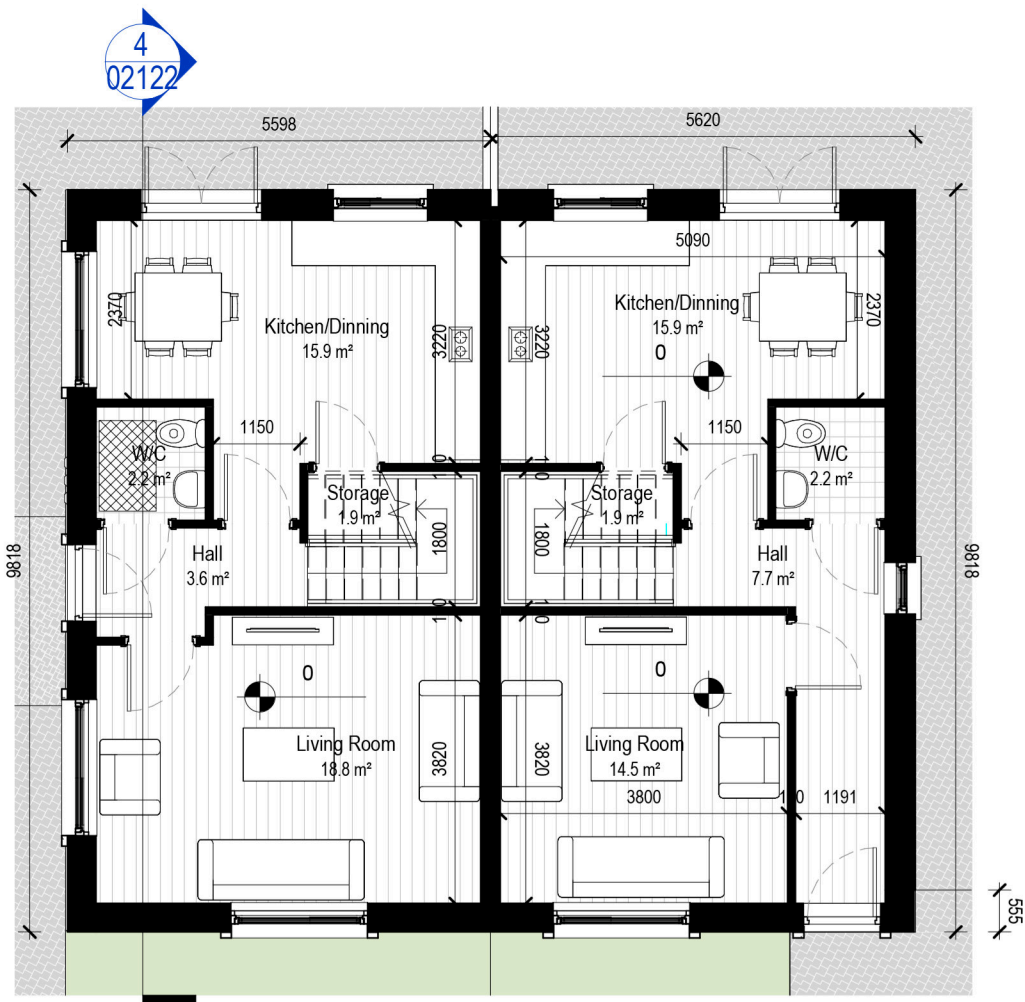 4
02122
5598
5620
5090
2370
Kitchen/Dinning
15.9 m²
3220
3220
Kitchen/Dinning
15.9 m²
0
2370
1150
1150
W/C
2.2 m²
W/C
2.2 m²
Storage
1.9 m²
Storage
1.9 m²
1800
1800
Hall
3.6 m²
Hall
7.7 m²
9818
9818
0
0
Living Room
18.8 m²
3820
3820
Living Room
14.5 m²
3800
1191
555